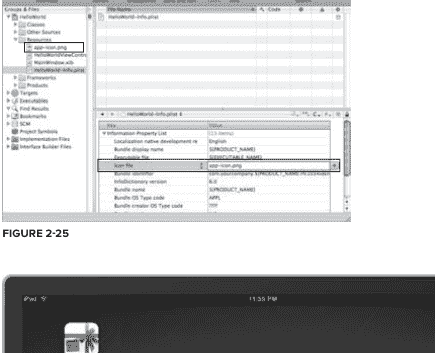 Groups & Files
HelloWorld
Classes
Other Sources
Resources
app-icon.png
HelloWorldViewContr
MainWindow.xib
HelloWorld-Info.plist
Frameworks
Products
Targets
Executables
Find Results
Bookmarks
SCM
Project Symbols
Implementation Files
Interface Builder Files
File Name
Code
HelloWorld-Info.plist
HelloWorld-Info.plist
Key
Value
Information Property List
Localization native development re
English
Bundle display name
${PRODUCT_NAME}
Executable file
${EXECUTABLE_NAME}
Icon file
app-icon.png
Bundle identifier
InfoDictionary version
6.0
Bundle name
${PRODUCT_NAME}
Bundle OS Type code
APPL
Bundle creator OS Type code
????
FIGURE 2-25
iPad
11:35 PM